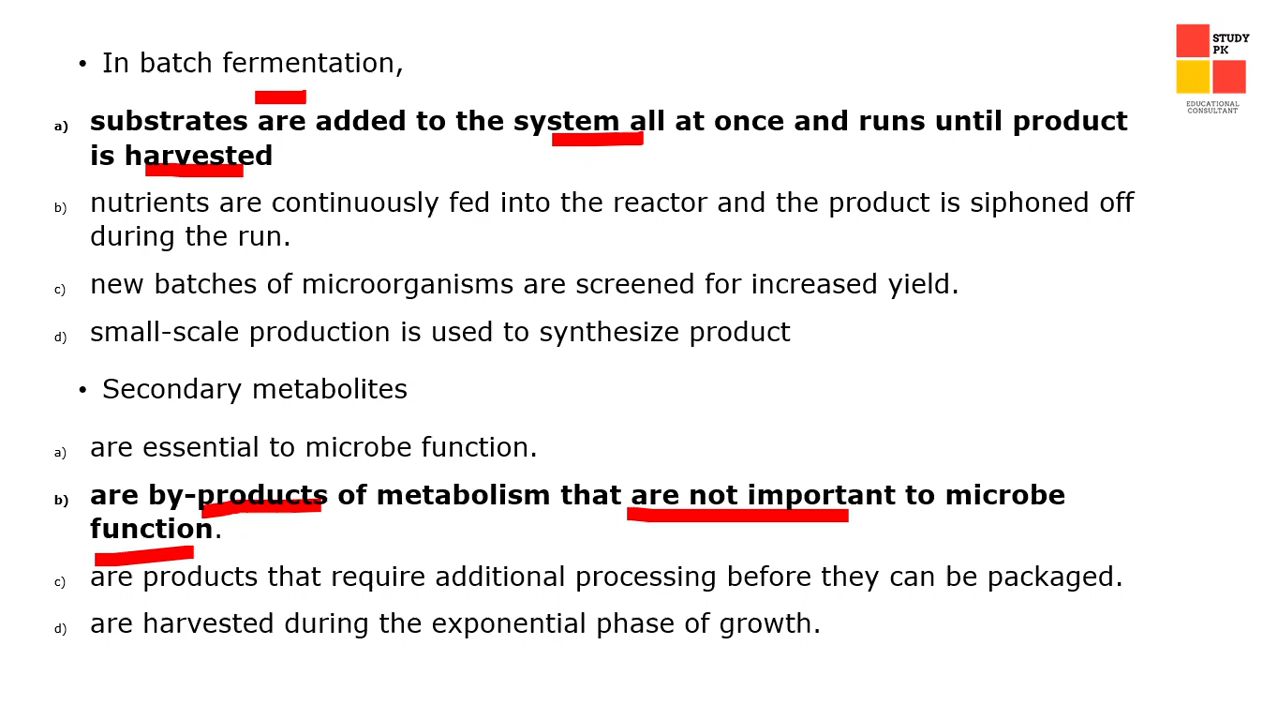 STUDY
PK
EDUCATIONAL
CONSULTANT
• In batch fermentation,
a) substrates are added to the system all at once and runs until product
is harvested
b) nutrients are continuously fed into the reactor and the product is siphoned off
during the run.
c) new batches of microorganisms are screened for increased yield.
d) small-scale production is used to synthesize product
• Secondary metabolites
a) are essential to microbe function.
b) are by-products of metabolism that are not important to microbe
function.
c) are products that require additional processing before they can be packaged.
d) are harvested during the exponential phase of growth.